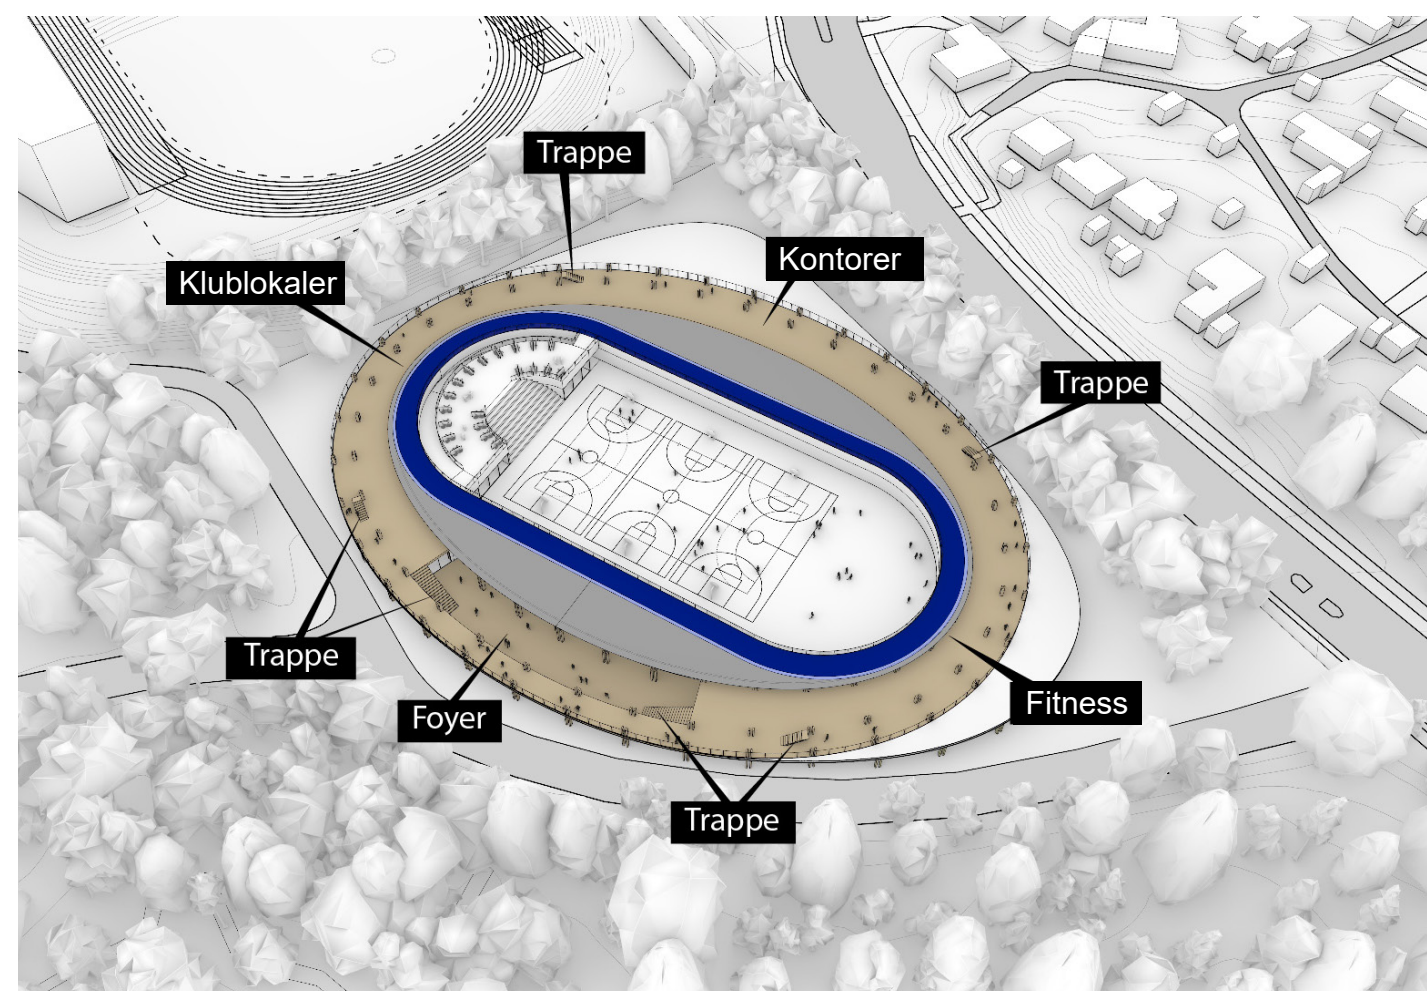 Trappe
Kontorer
Klublokaler
Trappe
Trappe
Fitness
Foyer
Trappe